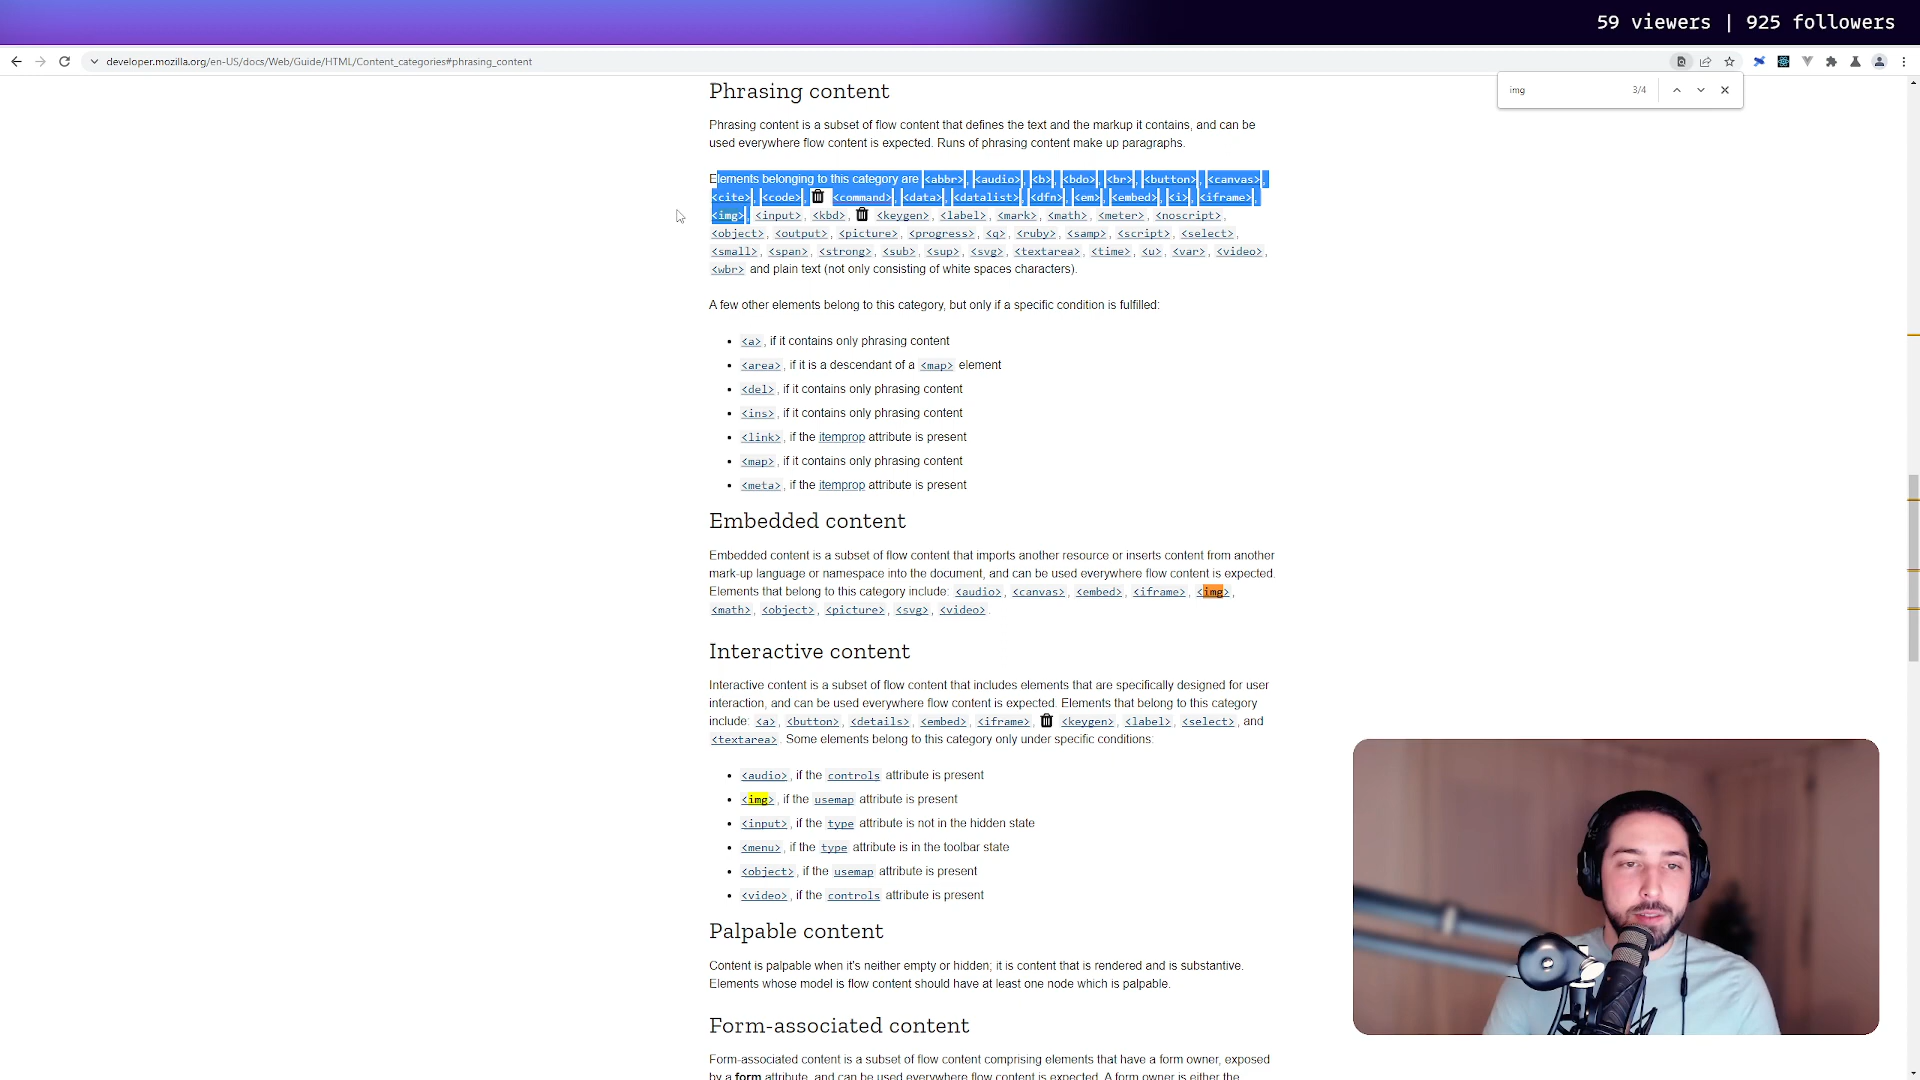 59 viewers | 925 followers
developer.mozilla.org/en-US/docs/Web/Guide/HTML/Content_categories#phrasing_content
img 3/4
Phrasing content
Phrasing content is a subset of flow content that defines the text and the markup it contains, and can be
used everywhere flow content is expected. Runs of phrasing content make up paragraphs.
Elements belonging to this category are <abbr>, <audio>, <b>, <bdo>, <br>, <button>, <canvas>,
<cite>, <code>, <command>, <data>, <datalist>, <dfn>, <em>, <embed>, <i>, <iframe>,
<img>, <input>, <kbd>, <keygen>, <label>, <mark>, <math>, <meter>, <noscript>,
<object>, <output>, <picture>, <progress>, <q>, <ruby>, <samp>, <script>, <select>,
<small>, <span>, <strong>, <sub>, <sup>, <svg>, <textarea>, <time>, <u>, <var>, <video>,
<wbr> and plain text (not only consisting of white spaces characters).
A few other elements belong to this category, but only if a specific condition is fulfilled:
• <a>, if it contains only phrasing content
• <area>, if it is a descendant of a <map> element
• <del>, if it contains only phrasing content
• <ins>, if it contains only phrasing content
• <link>, if the itemprop attribute is present
• <map>, if it contains only phrasing content
• <meta>, if the itemprop attribute is present
Embedded content
Embedded content is a subset of flow content that imports another resource or inserts content from another
mark-up language or namespace into the document, and can be used everywhere flow content is expected.
Elements that belong to this category include: <audio>, <canvas>, <embed>, <iframe>, <img>,
<math>, <object>, <picture>, <svg>, <video>.
Interactive content
Interactive content is a subset of flow content that includes elements that are specifically designed for user
interaction, and can be used everywhere flow content is expected. Elements that belong to this category
include: <a>, <button>, <details>, <embed>, <iframe>, <keygen>, <label>, <select>, and
<textarea>. Some elements belong to this category only under specific conditions:
• <audio>, if the controls attribute is present
• <img>, if the usemap attribute is present
• <input>, if the type attribute is not in the hidden state
• <menu>, if the type attribute is in the toolbar state
• <object>, if the usemap attribute is present
• <video>, if the controls attribute is present
Palpable content
Content is palpable when it's neither empty or hidden; it is content that is rendered and is substantive.
Elements whose model is flow content should have at least one node which is palpable.
Form-associated content
Form-associated content is a subset of flow content comprising elements that have a form owner, exposed
by a form attribute, and can be used everywhere flow content is expected. A form owner is either the